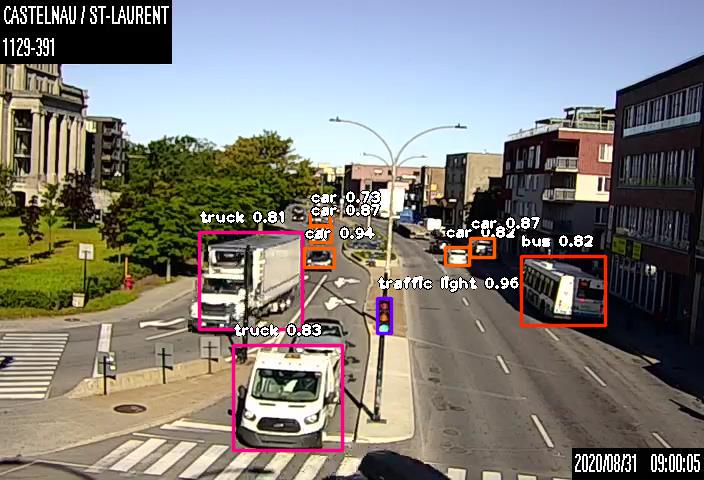 CASTELNAU / ST-LAURENT
1129-391
car 0.73
car 0.87
truck 0.81
car 0.94
car 0.87
car 0.82
bus 0.82
traffic light 0.96
truck 0.83
2020/08/31 09:00:05